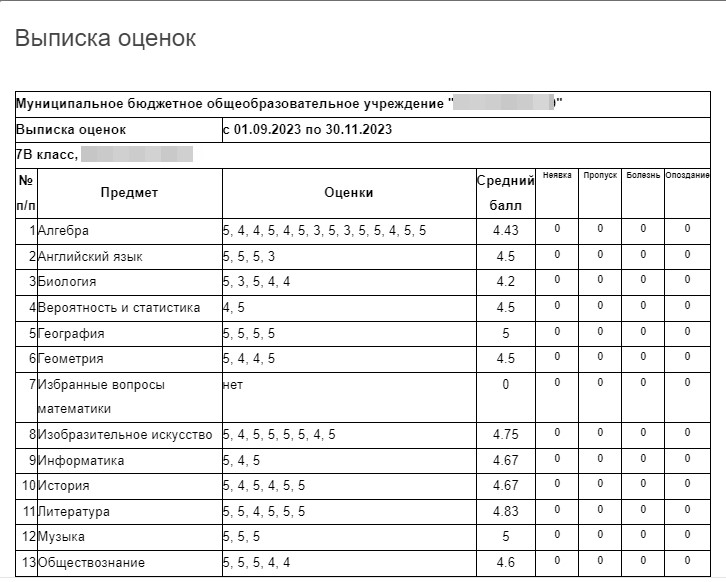 Выписка оценок
Муниципальное бюджетное общеобразовательное учреждение " "
Выписка оценок с 01.09.2023 по 30.11.2023
7В класс,
№ п/п Предмет Оценки Средний балл Неявка Пропуск Болезнь Опоздание
1 Алгебра 5, 4, 4, 5, 4, 5, 3, 5, 3, 5, 5, 4, 5, 5 4.43 0 0 0 0
2 Английский язык 5, 5, 5, 3 4.5 0 0 0 0
3 Биология 5, 3, 5, 4, 4 4.2 0 0 0 0
4 Вероятность и статистика 4, 5 4.5 0 0 0 0
5 География 5, 5, 5, 5 5 0 0 0 0
6 Геометрия 5, 4, 4, 5 4.5 0 0 0 0
7 Избранные вопросы нет 0 0 0 0 0
математики
8 Изобразительное искусство 5, 4, 5, 5, 5, 5, 4, 5 4.75 0 0 0 0
9 Информатика 5, 4, 5 4.67 0 0 0 0
10 История 5, 4, 5, 4, 5, 5 4.67 0 0 0 0
11 Литература 5, 5, 4, 5, 5, 5 4.83 0 0 0 0
12 Музыка 5, 5, 5 5 0 0 0 0
13 Обществознание 5, 5, 5, 4, 4 4.6 0 0 0 0